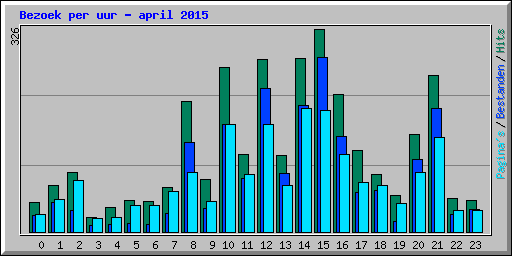 Bezoek per uur - april 2015
326
Pagina's / Bestanden / Hits
0 1 2 3 4 5 6 7 8 9 10 11 12 13 14 15 16 17 18 19 20 21 22 23